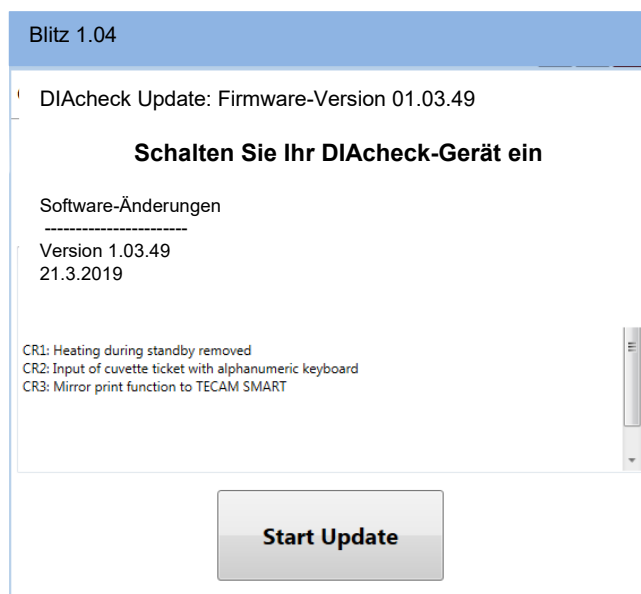 Blitz 1.04
DIAcheck Update: Firmware-Version 01.03.49
Schalten Sie Ihr DIAcheck-Gerät ein
Software-Änderungen
-----------------------
Version 1.03.49
21.3.2019
CR1: Heating during standby removed
CR2: Input of cuvette ticket with alphanumeric keyboard
CR3: Mirror print function to TECAM SMART
Start Update